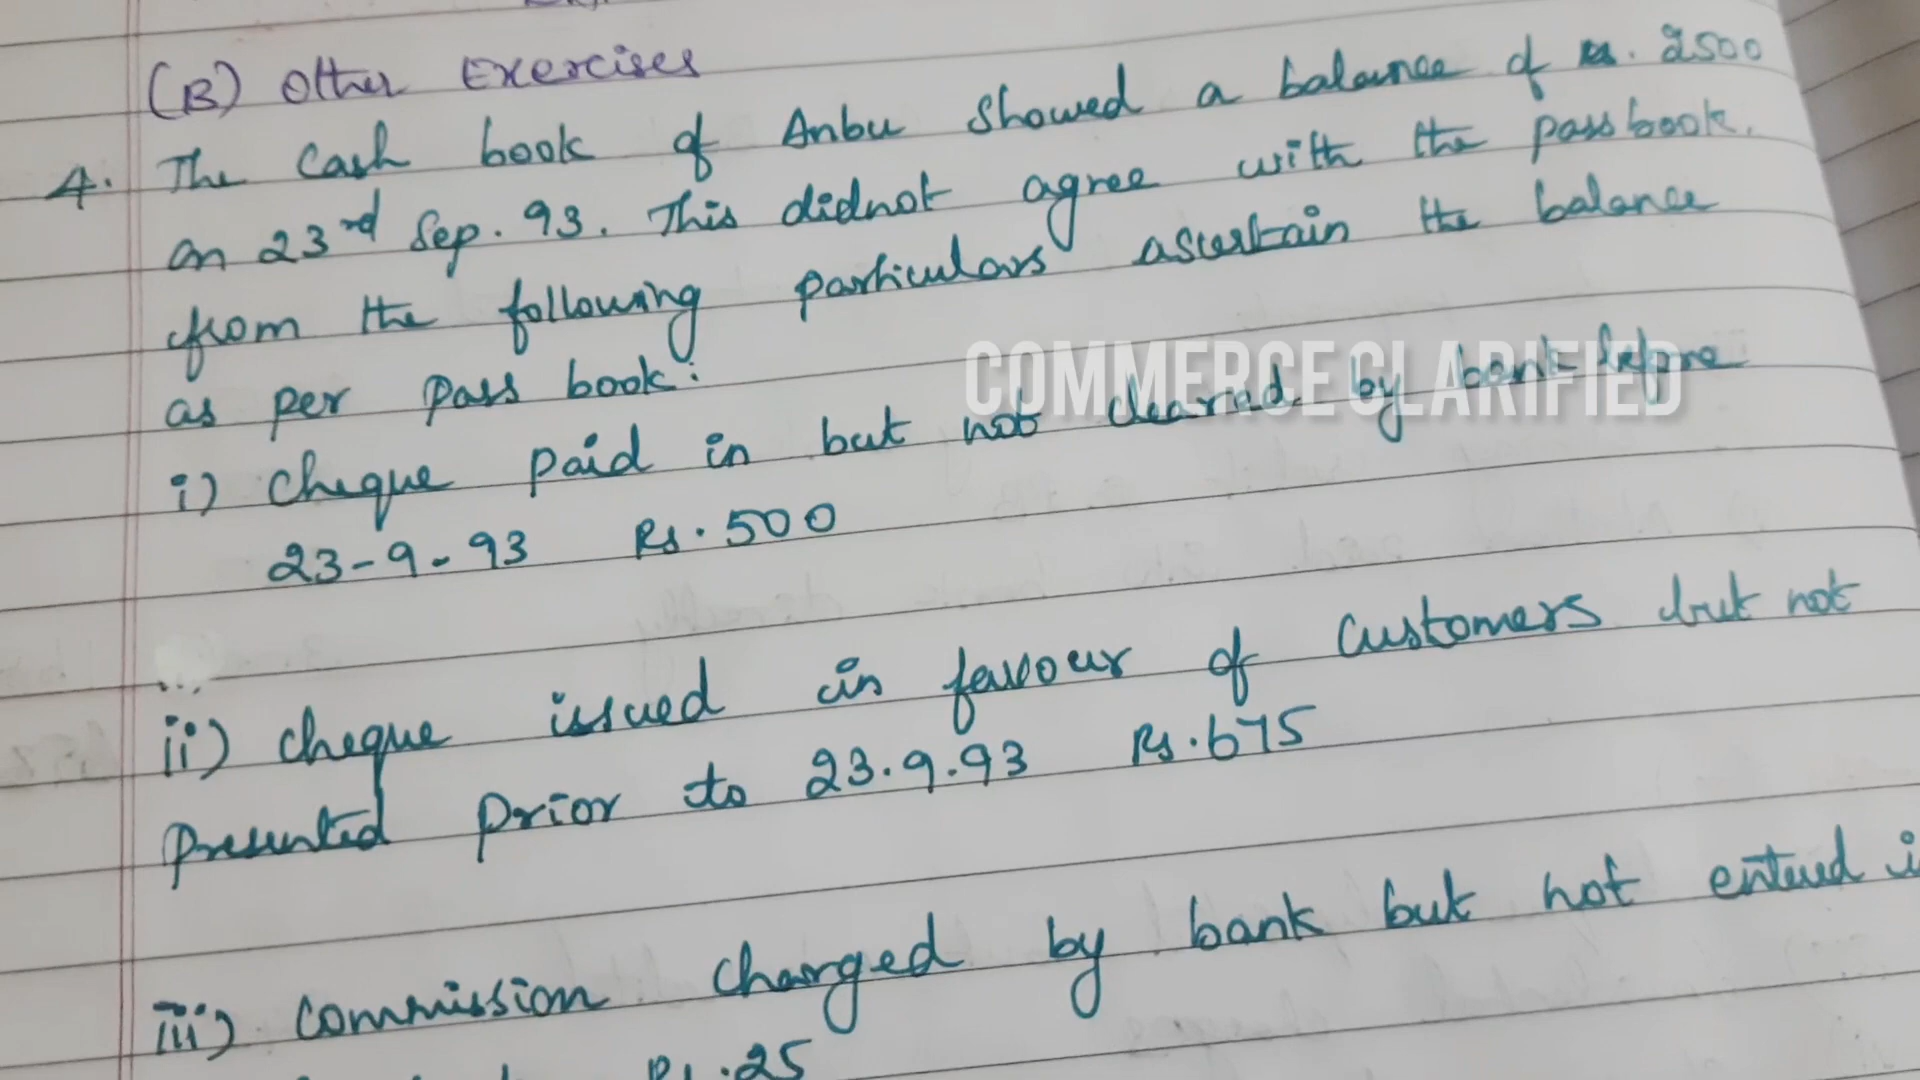 (B) Other Exercises
4. The Cash book of Anbu showed a balance of Rs. 2500
on 23rd Sep. 93. This didnot agree with the passbook.
from the following particulars ascertain the balance
as per pass book:
COMMERCE CLARIFIED
i) cheque paid in but not cleared by bank before
23-9-93 Rs. 500
ii) cheque issued in favour of customers but not
presented prior to 23.9.93 Rs. 675
iii) commission charged by bank but not entered i
Rs. 25